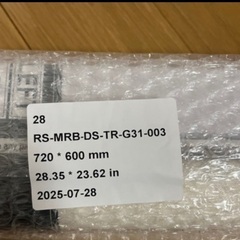 28
RS-MRB-DS-TR-G31-003
720 * 600 mm
28.35 * 23.62 in
2025-07-28